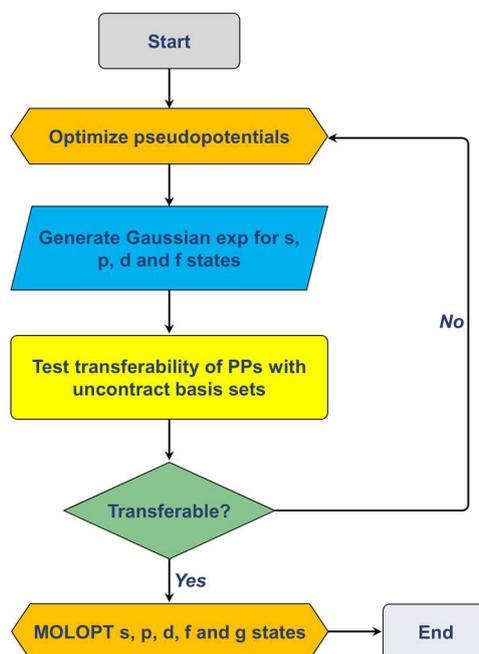 Start
Optimize pseudopotentials
Generate Gaussian exp for s,
p, d and f states
No
Test transferability of PPs with
uncontract basis sets
Transferable?
Yes
MOLOPT s, p, d, f and g states
End